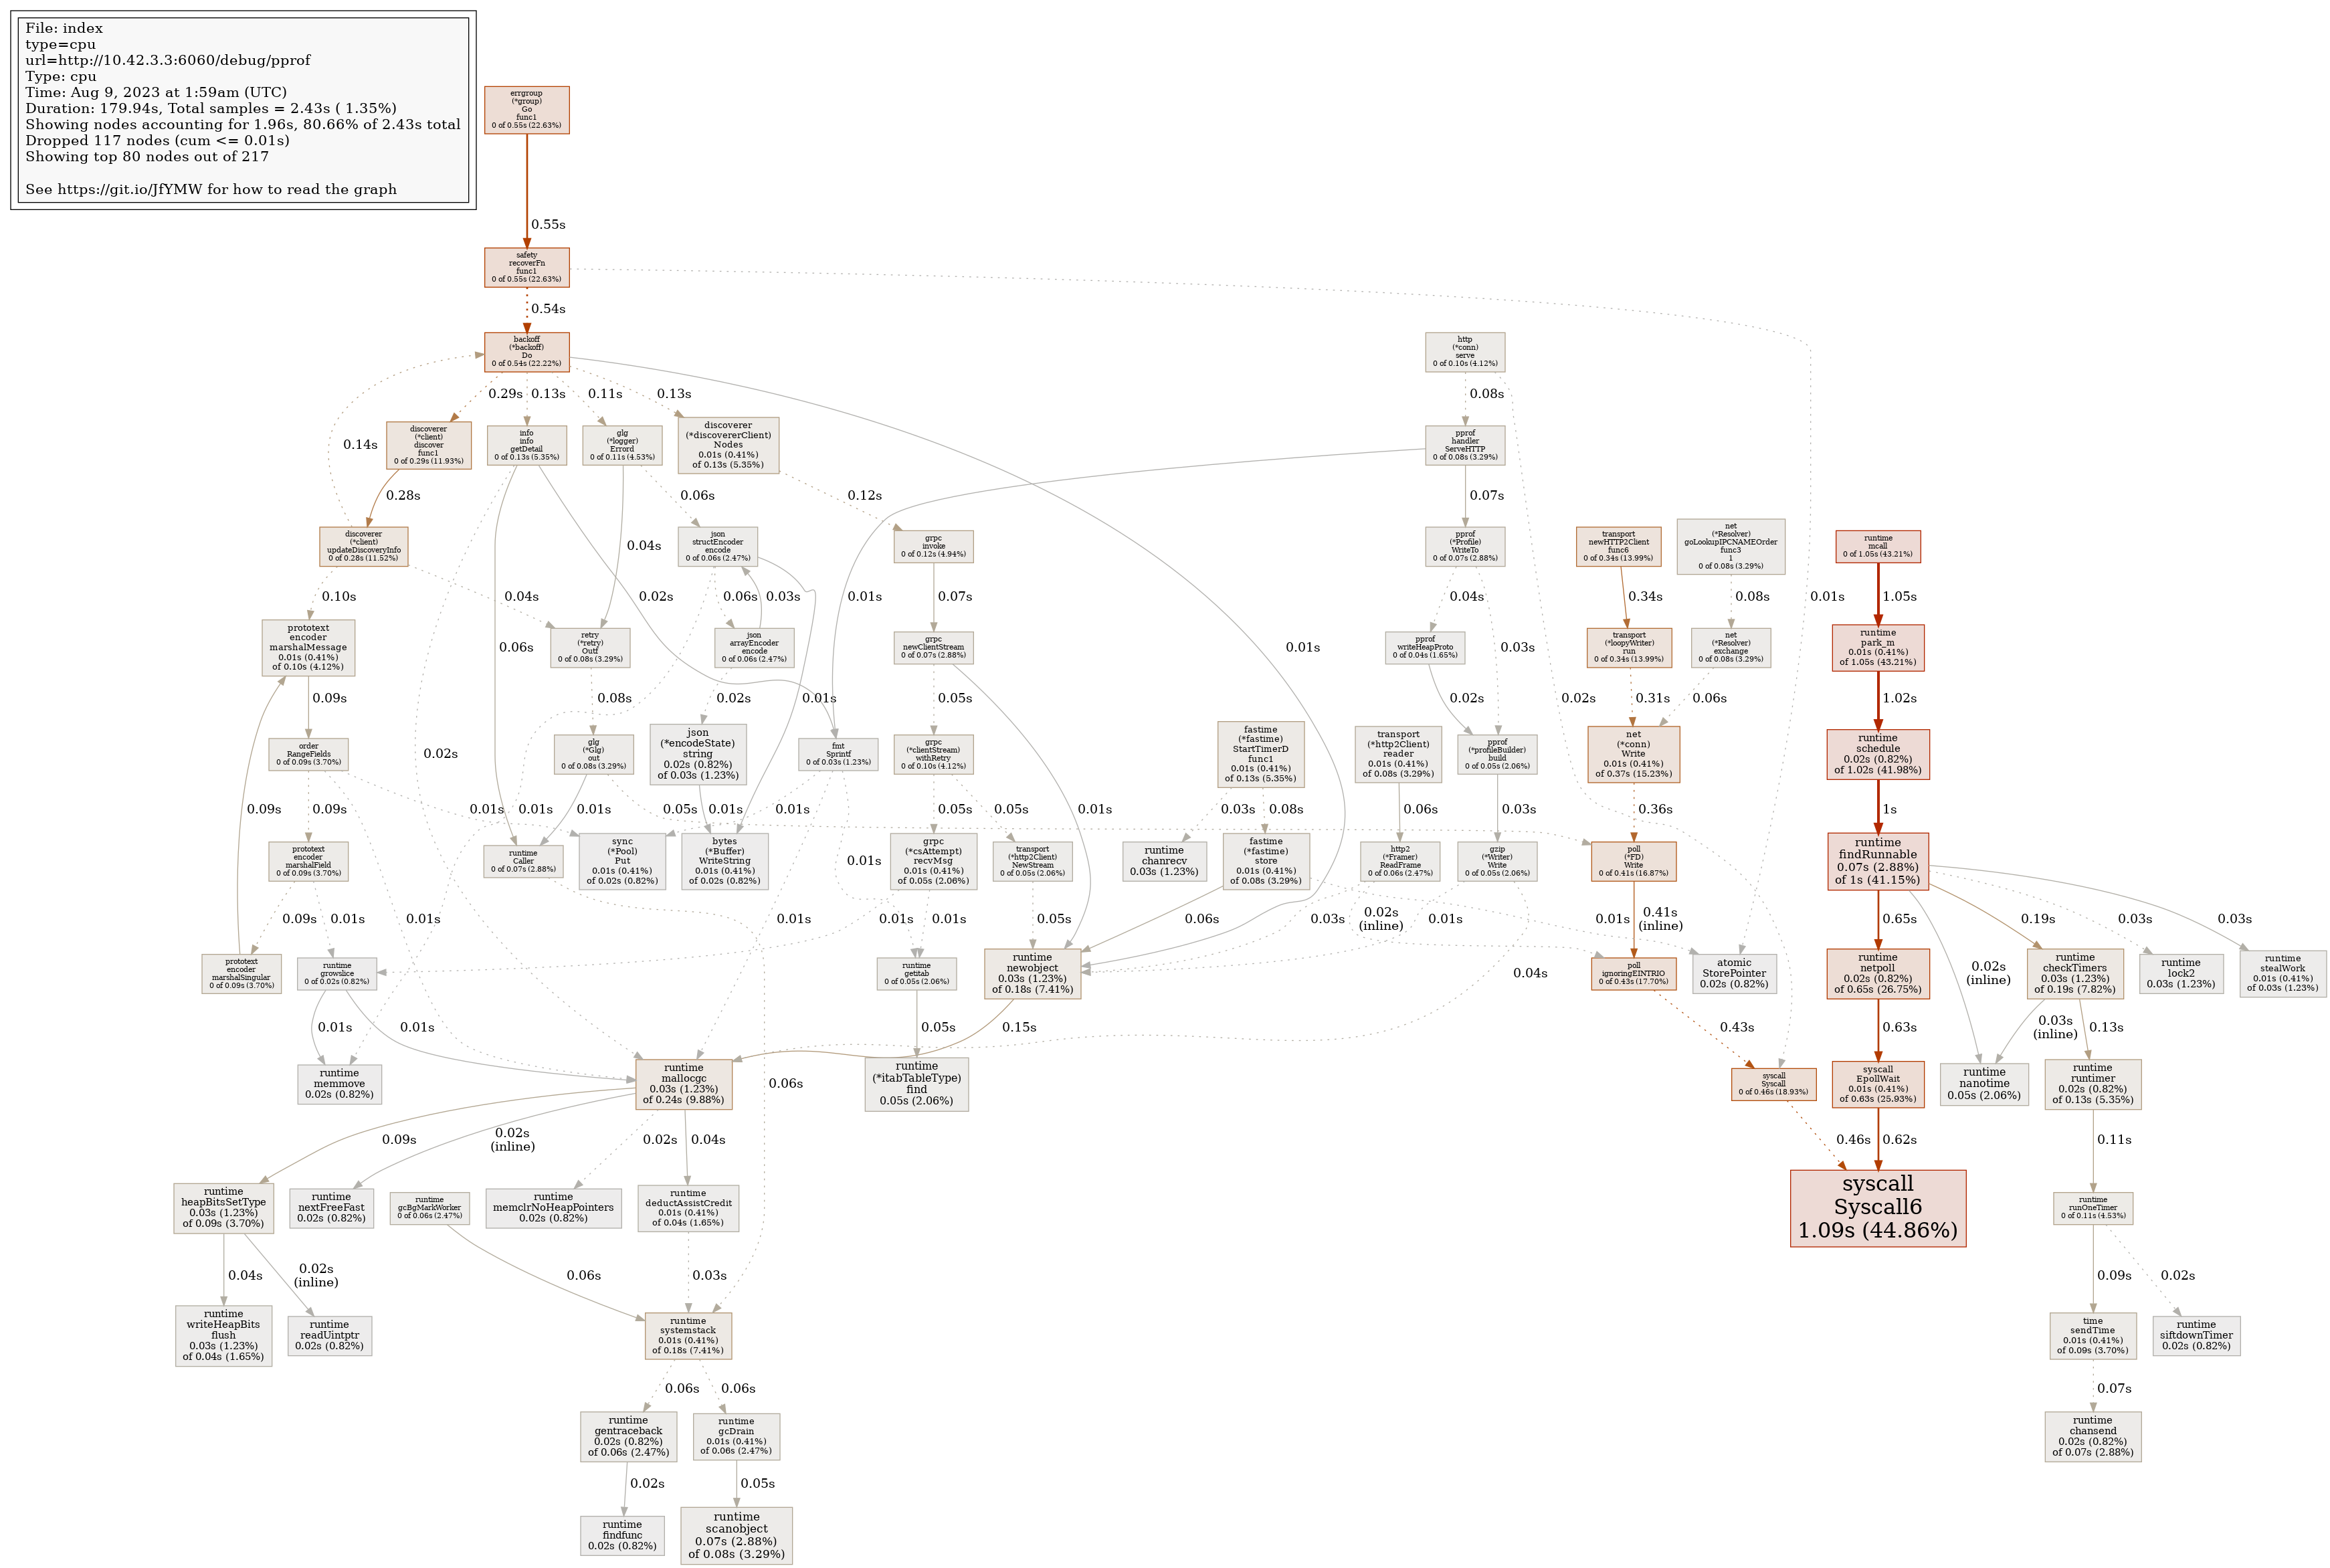 File: index
type=cpu
url=http://10.42.3.3:6060/debug/pprof
Type: cpu
Time: Aug 9, 2023 at 1:59am (UTC)
Duration: 179.94s, Total samples = 2.43s ( 1.35%)
Showing nodes accounting for 1.96s, 80.66% of 2.43s total
Dropped 117 nodes (cum <= 0.01s)
Showing top 80 nodes out of 217
See https://git.io/JfYMW for how to read the graph
errgroup
(*group)
Go
func1
0 of 0.55s (22.63%)
0.55s
safety
recoverFn
func1
0 of 0.55s (22.63%)
0.54s
backoff
(*backoff)
Do
0 of 0.54s (22.22%)
http
(*conn)
serve
0 of 0.10s (4.12%)
0.29s
0.13s
0.11s
0.13s
0.08s
discoverer
(*client)
discover
func1
0 of 0.29s (11.93%)
info
info
getDetail
0 of 0.13s (5.35%)
glg
(*logger)
Errord
0 of 0.11s (4.53%)
discoverer
(*discovererClient)
Nodes
0.01s (0.41%)
of 0.13s (5.35%)
pprof
handler
ServeHTTP
0 of 0.08s (3.29%)
0.14s
0.28s
0.06s
0.12s
0.07s
discoverer
(*client)
updateDiscoveryInfo
0 of 0.28s (11.52%)
0.04s
json
structEncoder
encode
0 of 0.06s (2.47%)
grpc
invoke
0 of 0.12s (4.94%)
pprof
(*Profile)
WriteTo
0 of 0.07s (2.88%)
transport
newHTTP2Client
func6
0 of 0.34s (13.99%)
net
(*Resolver)
goLookupIPCNAMEOrder
func3
1
0 of 0.08s (3.29%)
runtime
mcall
0 of 1.05s (43.21%)
0.10s
0.04s
0.02s
0.06s
0.03s
0.01s
0.07s
0.04s
0.34s
0.08s
0.01s
1.05s
prototext
encoder
marshalMessage
0.01s (0.41%)
of 0.10s (4.12%)
0.06s
retry
(*retry)
Outf
0 of 0.08s (3.29%)
json
arrayEncoder
encode
0 of 0.06s (2.47%)
grpc
newClientStream
0 of 0.07s (2.88%)
0.01s
pprof
writeHeapProto
0 of 0.04s (1.65%)
0.03s
transport
(*loopyWriter)
run
0 of 0.34s (13.99%)
net
(*Resolver)
exchange
0 of 0.08s (3.29%)
runtime
park_m
0.01s (0.41%)
of 1.05s (43.21%)
0.09s
0.08s
0.02s
0.01s
0.05s
0.02s
0.02s
0.31s
0.06s
1.02s
order
RangeFields
0 of 0.09s (3.70%)
0.02s
glg
(*Glg)
out
0 of 0.08s (3.29%)
json
(*encodeState)
string
0.02s (0.82%)
of 0.03s (1.23%)
fmt
Sprintf
0 of 0.03s (1.23%)
grpc
(*clientStream)
withRetry
0 of 0.10s (4.12%)
fastime
(*fastime)
StartTimerD
func1
0.01s (0.41%)
of 0.13s (5.35%)
transport
(*http2Client)
reader
0.01s (0.41%)
of 0.08s (3.29%)
pprof
(*profileBuilder)
build
0 of 0.05s (2.06%)
net
(*conn)
Write
0.01s (0.41%)
of 0.37s (15.23%)
runtime
schedule
0.02s (0.82%)
of 1.02s (41.98%)
0.09s
0.09s
0.01s
0.01s
0.01s
0.05s
0.01s
0.01s
0.05s
0.05s
0.01s
0.03s
0.08s
0.06s
0.03s
0.36s
1s
prototext
encoder
marshalField
0 of 0.09s (3.70%)
runtime
Caller
0 of 0.07s (2.88%)
sync
(*Pool)
Put
0.01s (0.41%)
of 0.02s (0.82%)
bytes
(*Buffer)
WriteString
0.01s (0.41%)
of 0.02s (0.82%)
0.01s
grpc
(*csAttempt)
recvMsg
0.01s (0.41%)
of 0.05s (2.06%)
transport
(*http2Client)
NewStream
0 of 0.05s (2.06%)
runtime
chanrecv
0.03s (1.23%)
fastime
(*fastime)
store
0.01s (0.41%)
of 0.08s (3.29%)
http2
(*Framer)
ReadFrame
0 of 0.06s (2.47%)
gzip
(*Writer)
Write
0 of 0.05s (2.06%)
poll
(*FD)
Write
0 of 0.41s (16.87%)
runtime
findRunnable
0.07s (2.88%)
of 1s (41.15%)
0.09s
0.01s
0.01s
0.01s
0.01s
0.01s
0.05s
0.06s
0.03s
0.02s
(inline)
0.01s
0.01s
0.41s
(inline)
0.65s
0.19s
0.03s
0.03s
prototext
encoder
marshalSingular
0 of 0.09s (3.70%)
runtime
growslice
0 of 0.02s (0.82%)
runtime
getitab
0 of 0.05s (2.06%)
runtime
newobject
0.03s (1.23%)
of 0.18s (7.41%)
0.04s
poll
ignoringEINTRIO
0 of 0.43s (17.70%)
atomic
StorePointer
0.02s (0.82%)
runtime
netpoll
0.02s (0.82%)
of 0.65s (26.75%)
0.02s
(inline)
runtime
checkTimers
0.03s (1.23%)
of 0.19s (7.82%)
runtime
lock2
0.03s (1.23%)
runtime
stealWork
0.01s (0.41%)
of 0.03s (1.23%)
0.01s
0.01s
0.05s
0.15s
0.43s
0.63s
0.03s
(inline)
0.13s
runtime
memmove
0.02s (0.82%)
runtime
mallocgc
0.03s (1.23%)
of 0.24s (9.88%)
0.06s
runtime
(*itabTableType)
find
0.05s (2.06%)
syscall
Syscall
0 of 0.46s (18.93%)
syscall
EpollWait
0.01s (0.41%)
of 0.63s (25.93%)
runtime
nanotime
0.05s (2.06%)
runtime
runtimer
0.02s (0.82%)
of 0.13s (5.35%)
0.09s
0.02s
(inline)
0.02s
0.04s
0.46s
0.62s
0.11s
runtime
heapBitsSetType
0.03s (1.23%)
of 0.09s (3.70%)
runtime
nextFreeFast
0.02s (0.82%)
runtime
gcBgMarkWorker
0 of 0.06s (2.47%)
runtime
memclrNoHeapPointers
0.02s (0.82%)
runtime
deductAssistCredit
0.01s (0.41%)
of 0.04s (1.65%)
syscall
Syscall6
1.09s (44.86%)
runtime
runOneTimer
0 of 0.11s (4.53%)
0.04s
0.02s
(inline)
0.06s
0.03s
0.09s
0.02s
runtime
writeHeapBits
flush
0.03s (1.23%)
of 0.04s (1.65%)
runtime
readUintptr
0.02s (0.82%)
runtime
systemstack
0.01s (0.41%)
of 0.18s (7.41%)
time
sendTime
0.01s (0.41%)
of 0.09s (3.70%)
runtime
siftdownTimer
0.02s (0.82%)
0.06s
0.06s
0.07s
runtime
gentraceback
0.02s (0.82%)
of 0.06s (2.47%)
runtime
gcDrain
0.01s (0.41%)
of 0.06s (2.47%)
runtime
chansend
0.02s (0.82%)
of 0.07s (2.88%)
0.02s
0.05s
runtime
findfunc
0.02s (0.82%)
runtime
scanobject
0.07s (2.88%)
of 0.08s (3.29%)